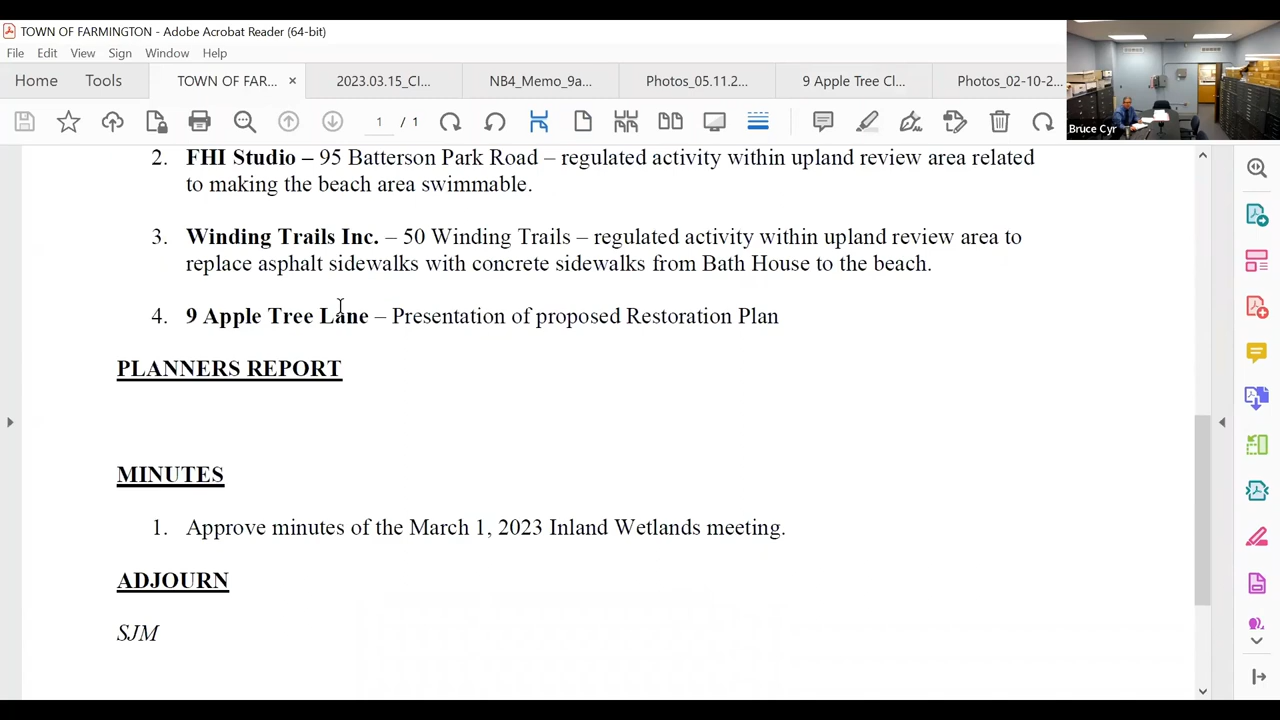 TOWN OF FARMINGTON - Adobe Acrobat Reader (64-bit)
File Edit View Sign Window Help
Home Tools TOWN OF FAR... × 2023.03.15_Cl... NB4_Memo_9a... Photos_05.11.2... 9 Apple Tree Cl... Photos_02-10-2...
1 / 1
Bruce Cyr
2. FHI Studio – 95 Batterson Park Road – regulated activity within upland review area related
to making the beach area swimmable.
3. Winding Trails Inc. – 50 Winding Trails – regulated activity within upland review area to
replace asphalt sidewalks with concrete sidewalks from Bath House to the beach.
4. 9 Apple Tree Lane – Presentation of proposed Restoration Plan
PLANNERS REPORT
MINUTES
1. Approve minutes of the March 1, 2023 Inland Wetlands meeting.
ADJOURN
SJM